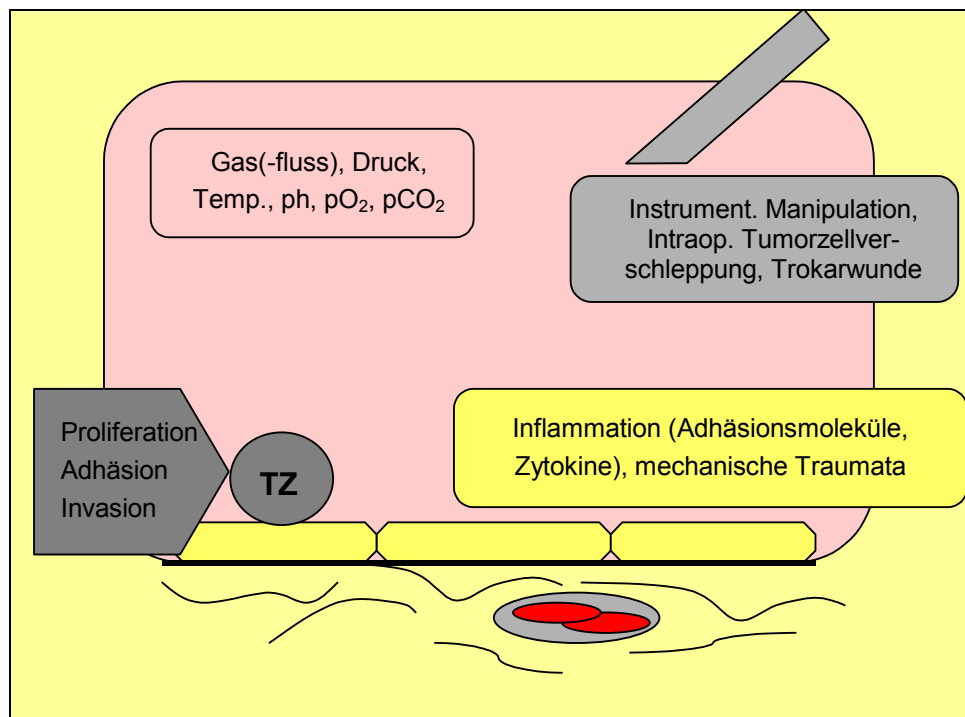 Gas(-fluss), Druck,
Temp., ph, pO₂, pCO₂
Instrument. Manipulation,
Intraop. Tumorzellver-
schleppung, Trokarwunde
Proliferation
Adhäsion
Invasion
TZ
Inflammation (Adhäsionsmoleküle,
Zytokine), mechanische Traumata